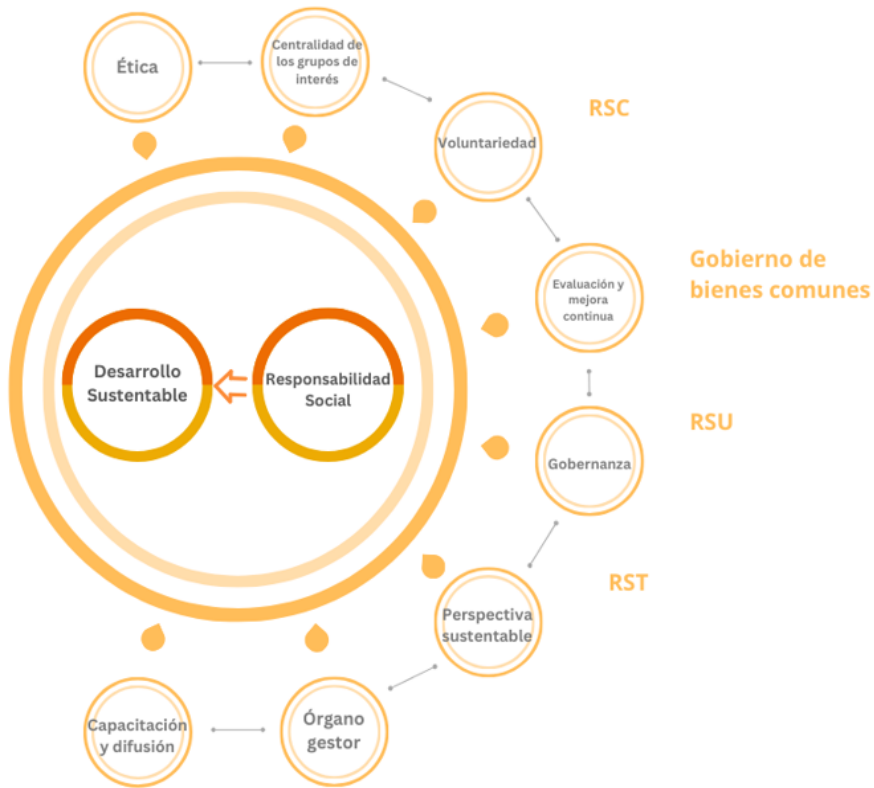 Ética
Centralidad de
los grupos de
interés
Voluntariedad
RSC
Evaluación y
mejora
continua
Gobierno de
bienes comunes
Desarrollo
Sustentable
Responsabilidad
Social
Gobernanza
RSU
Perspectiva
sustentable
RST
Órgano
gestor
Capacitación
y difusión